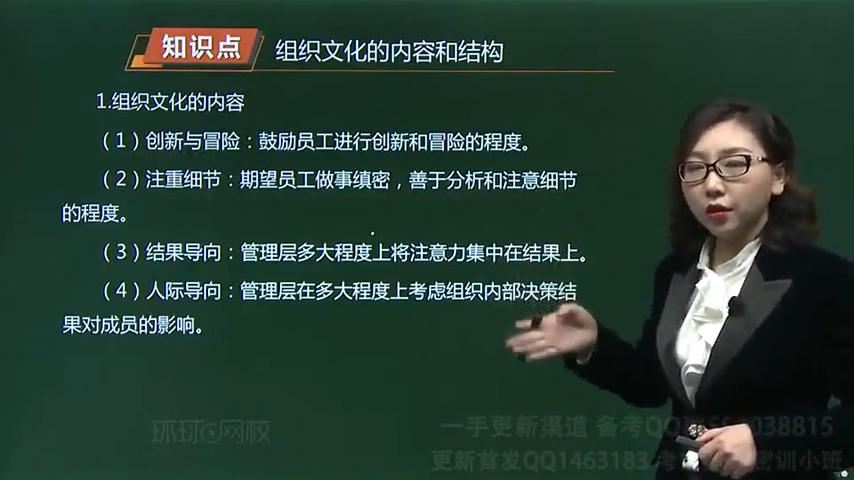 知识点 组织文化的内容和结构
1.组织文化的内容
（1）创新与冒险：鼓励员工进行创新和冒险的程度。
（2）注重细节：期望员工做事缜密，善于分析和注意细节
的程度。
（3）结果导向：管理层多大程度上将注意力集中在结果上。
（4）人际导向：管理层在多大程度上考虑组织内部决策结
果对成员的影响。
环球网校
一手更新渠道 备考QQ 038815
更新首发QQ1463183 考 密训小班